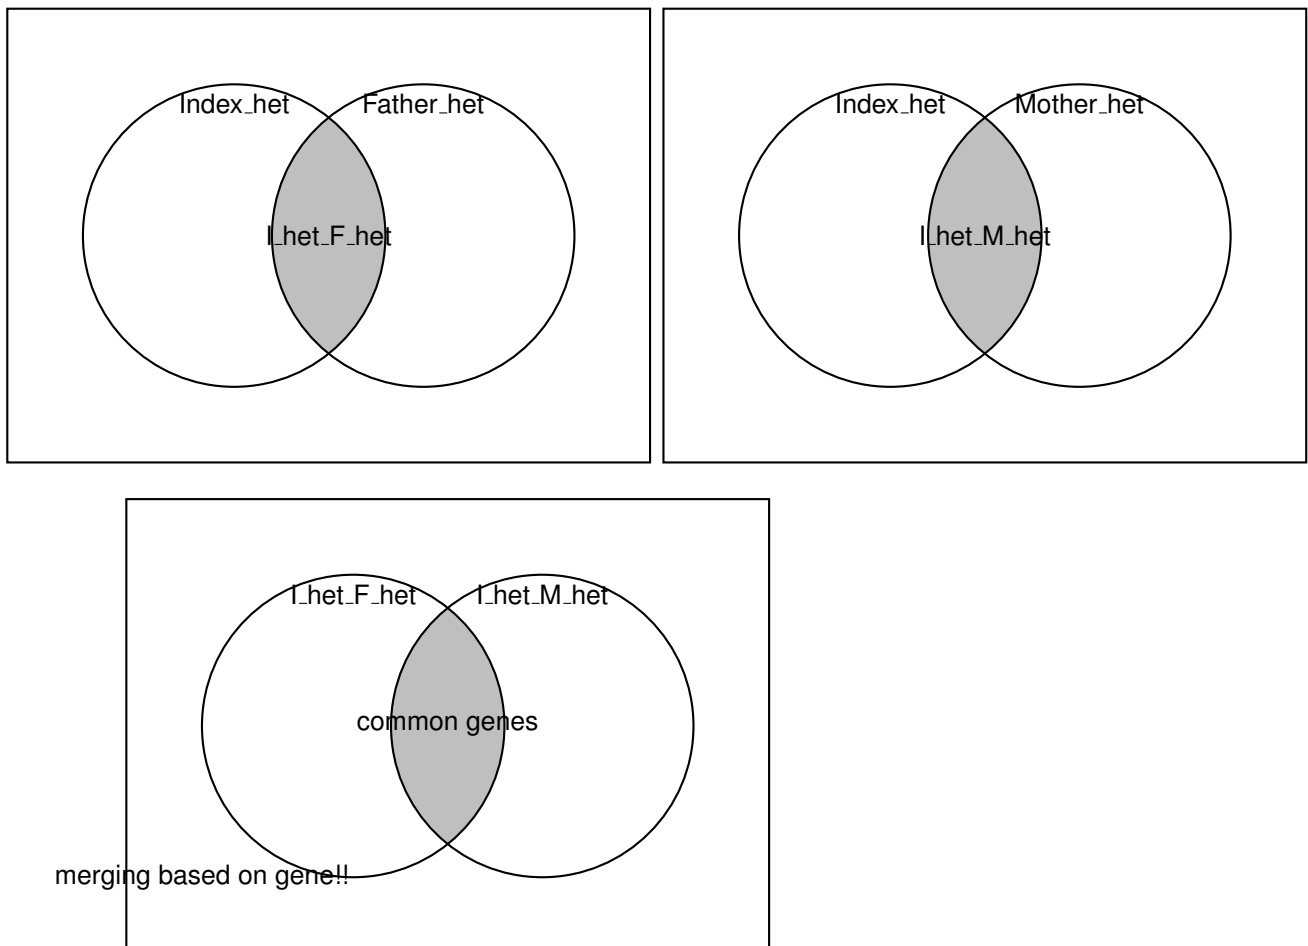 Index_het
Father_het
I_het_F_het
Index_het
Mother_het
I_het_M_het
I_het_F_het
I_het_M_het
common genes
merging based on gene!!